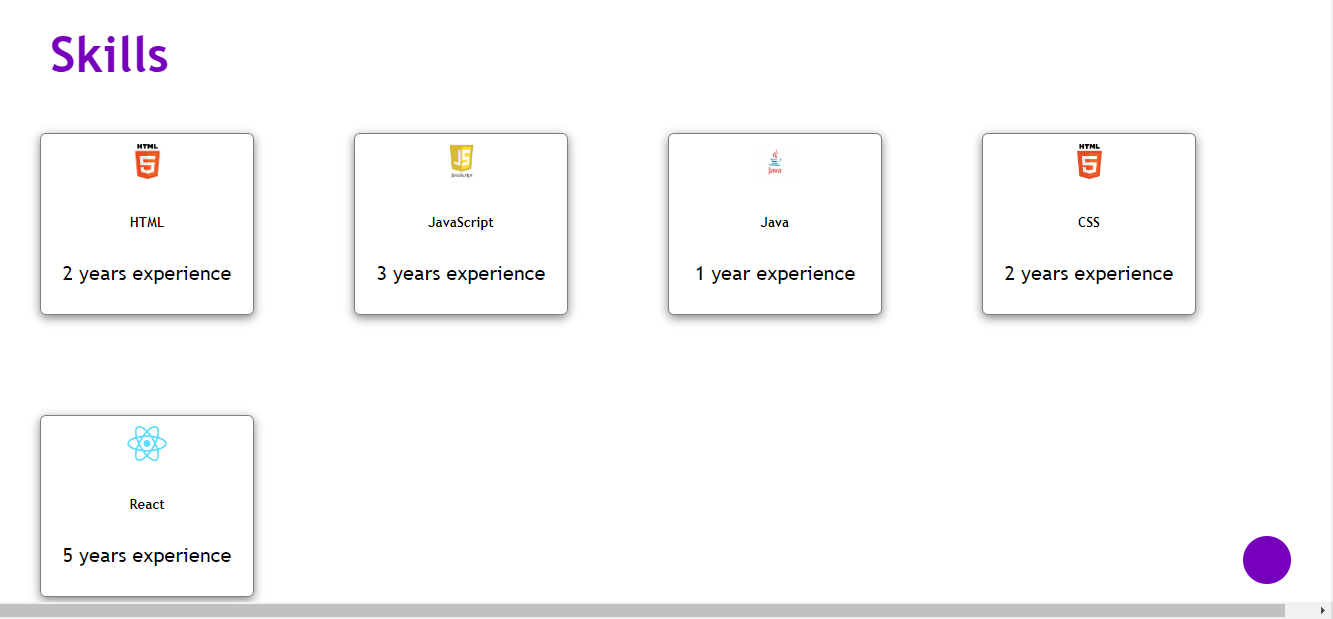 Skills
HTML
5
HTML
2 years experience
JS
JavaScript
JavaScript
3 years experience
Java
Java
1 year experience
HTML
5
CSS
2 years experience
React
5 years experience